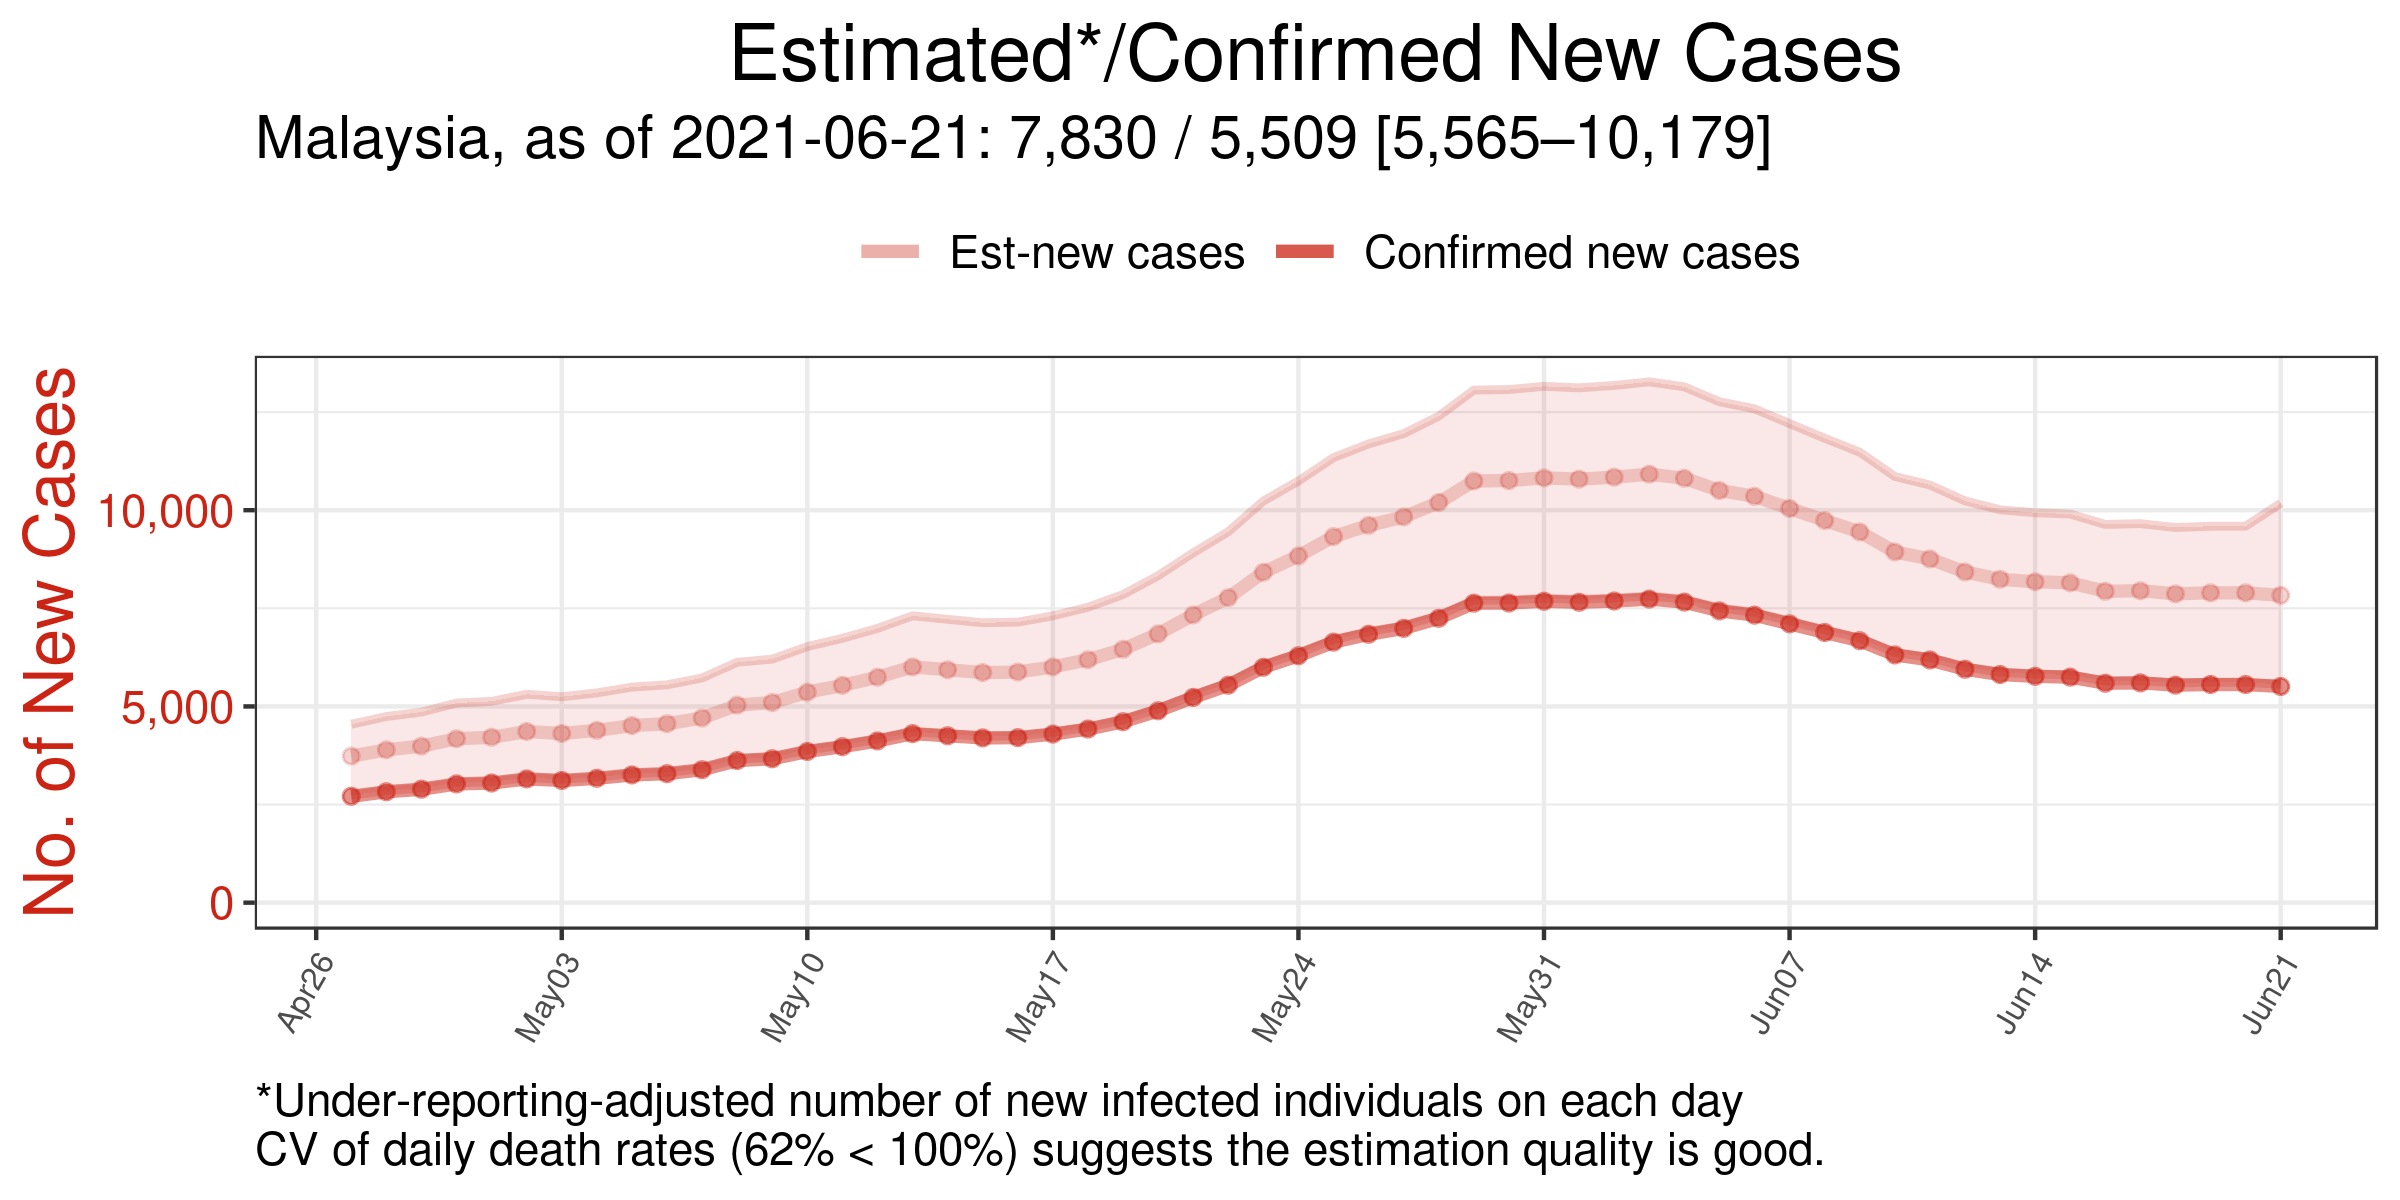 Estimated*/Confirmed New Cases
Malaysia, as of 2021-06-21: 7,830 / 5,509 [5,565–10,179]
Est-new cases
Confirmed new cases
No. of New Cases
10,000
5,000
0
Apr26
May03
May10
May17
May24
May31
Jun07
Jun14
Jun21
*Under-reporting-adjusted number of new infected individuals on each day
CV of daily death rates (62% < 100%) suggests the estimation quality is good.